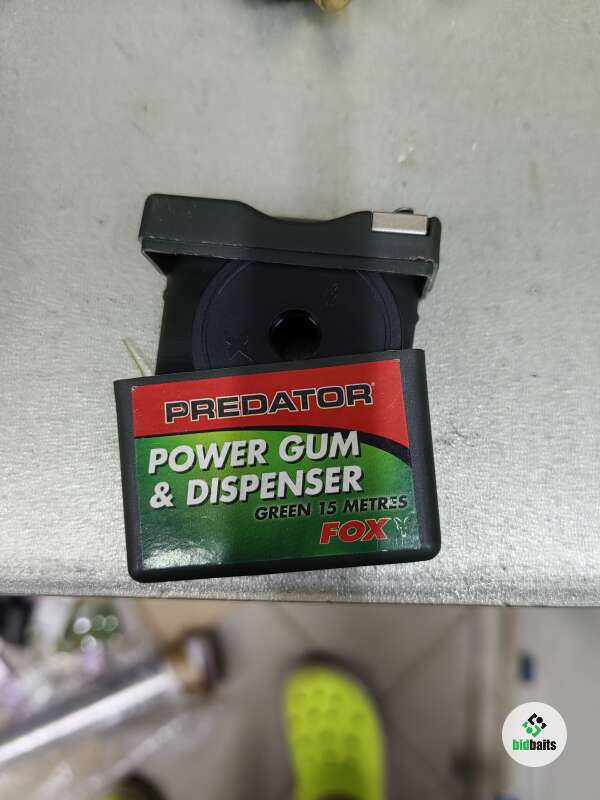 PREDATOR
POWER GUM
& DISPENSER
GREEN 15 METRES
FOX
bidbaits